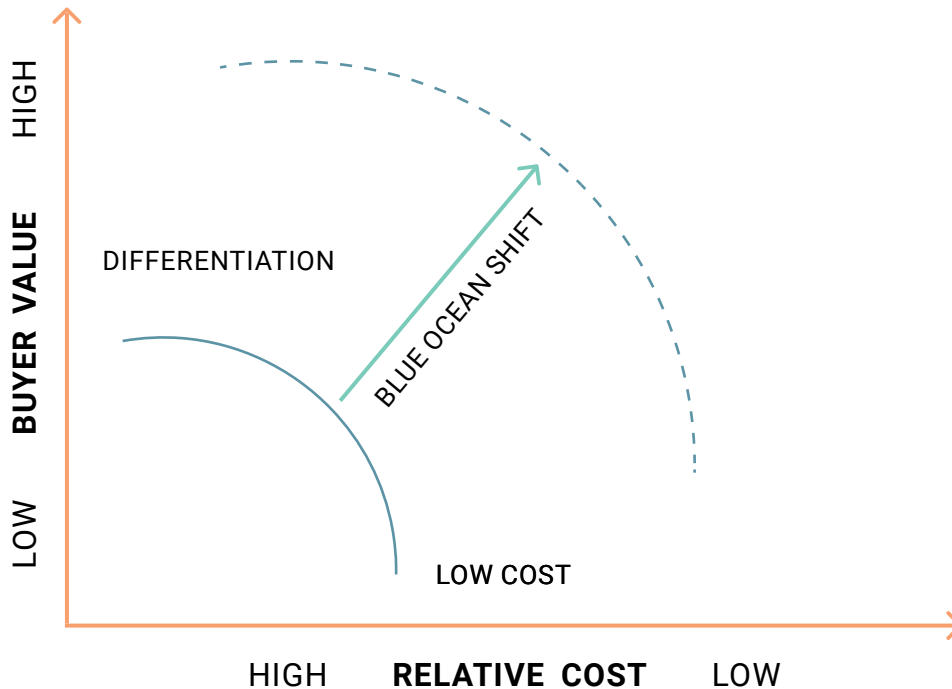 HIGH
BUYER VALUE
LOW
DIFFERENTIATION
BLUE OCEAN SHIFT
LOW COST
HIGH RELATIVE COST LOW